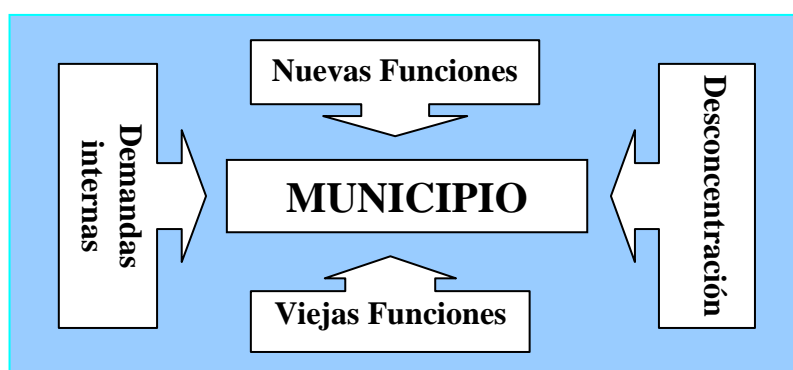 Nuevas Funciones
Demandas
internas
MUNICIPIO
Desconcentración
Viejas Funciones